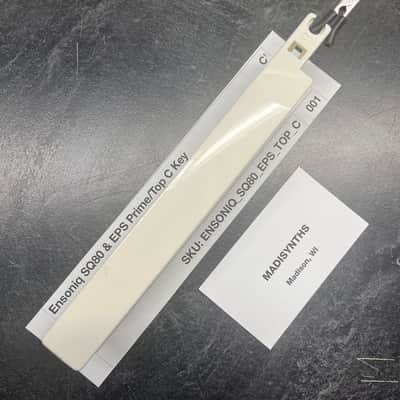 C'
Ensoniq SQ80 & EPS Prime/Top C Key
SKU: ENSONIQ_SQ80_EPS_TOP_C 001
MADISYNTHS
Madison, WI